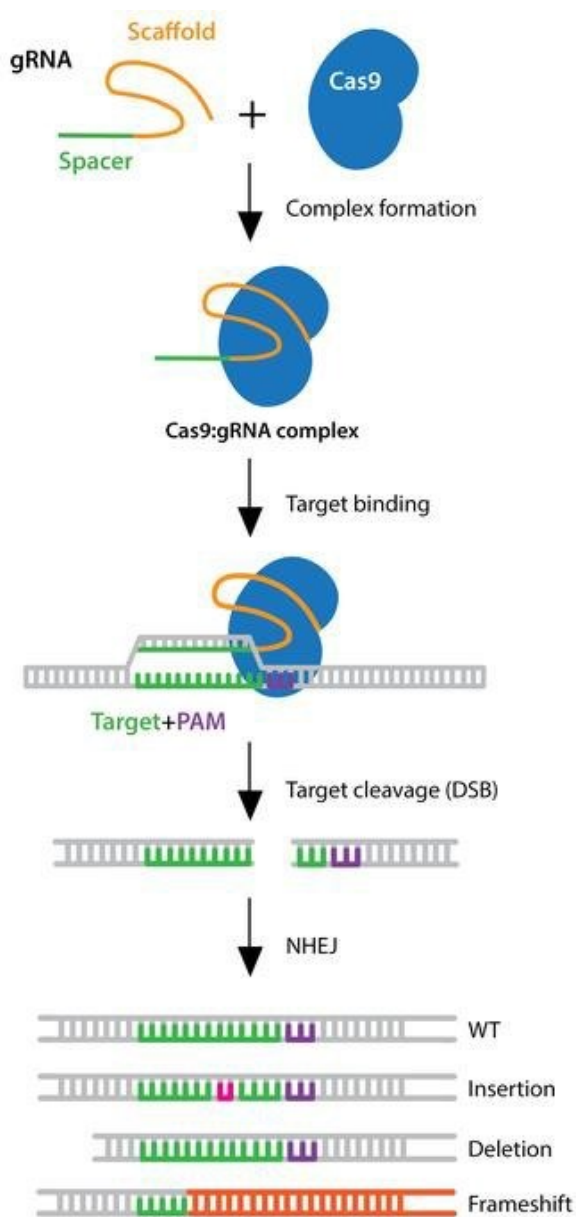 Scaffold
gRNA
Cas9
+
Spacer
Complex formation
Cas9:gRNA complex
Target binding
Target+PAM
Target cleavage (DSB)
NHEJ
WT
Insertion
Deletion
Frameshift